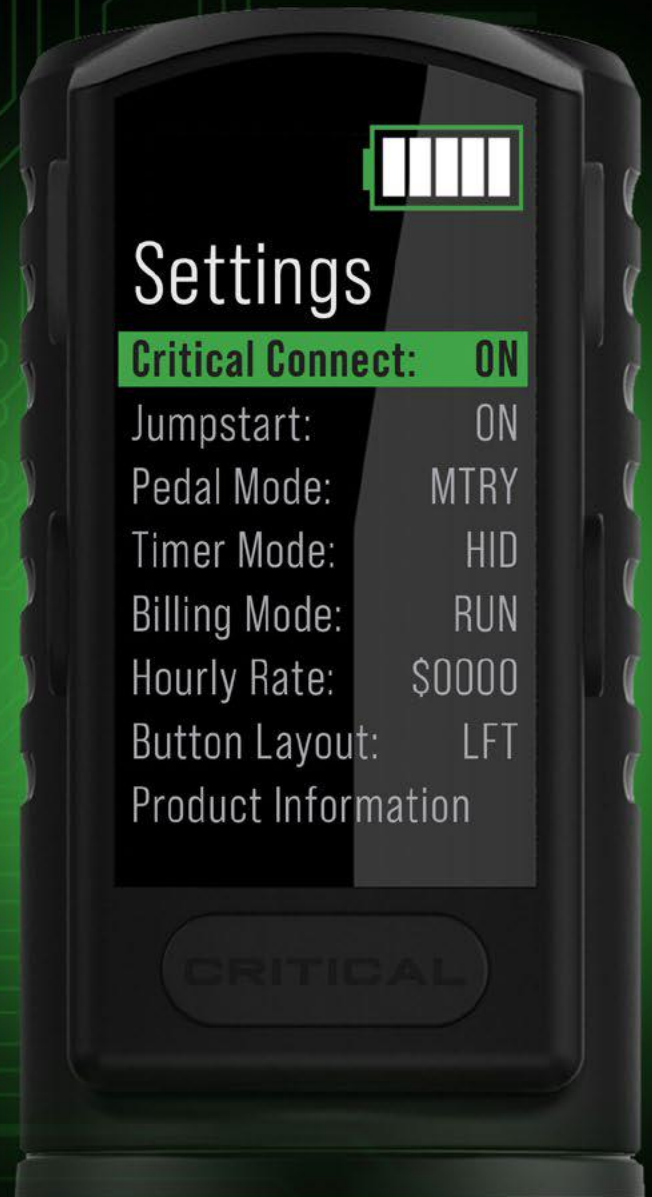 Settings
Critical Connect: ON
Jumpstart: ON
Pedal Mode: MTRY
Timer Mode: HID
Billing Mode: RUN
Hourly Rate: $0000
Button Layout: LFT
Product Information
CRITICAL